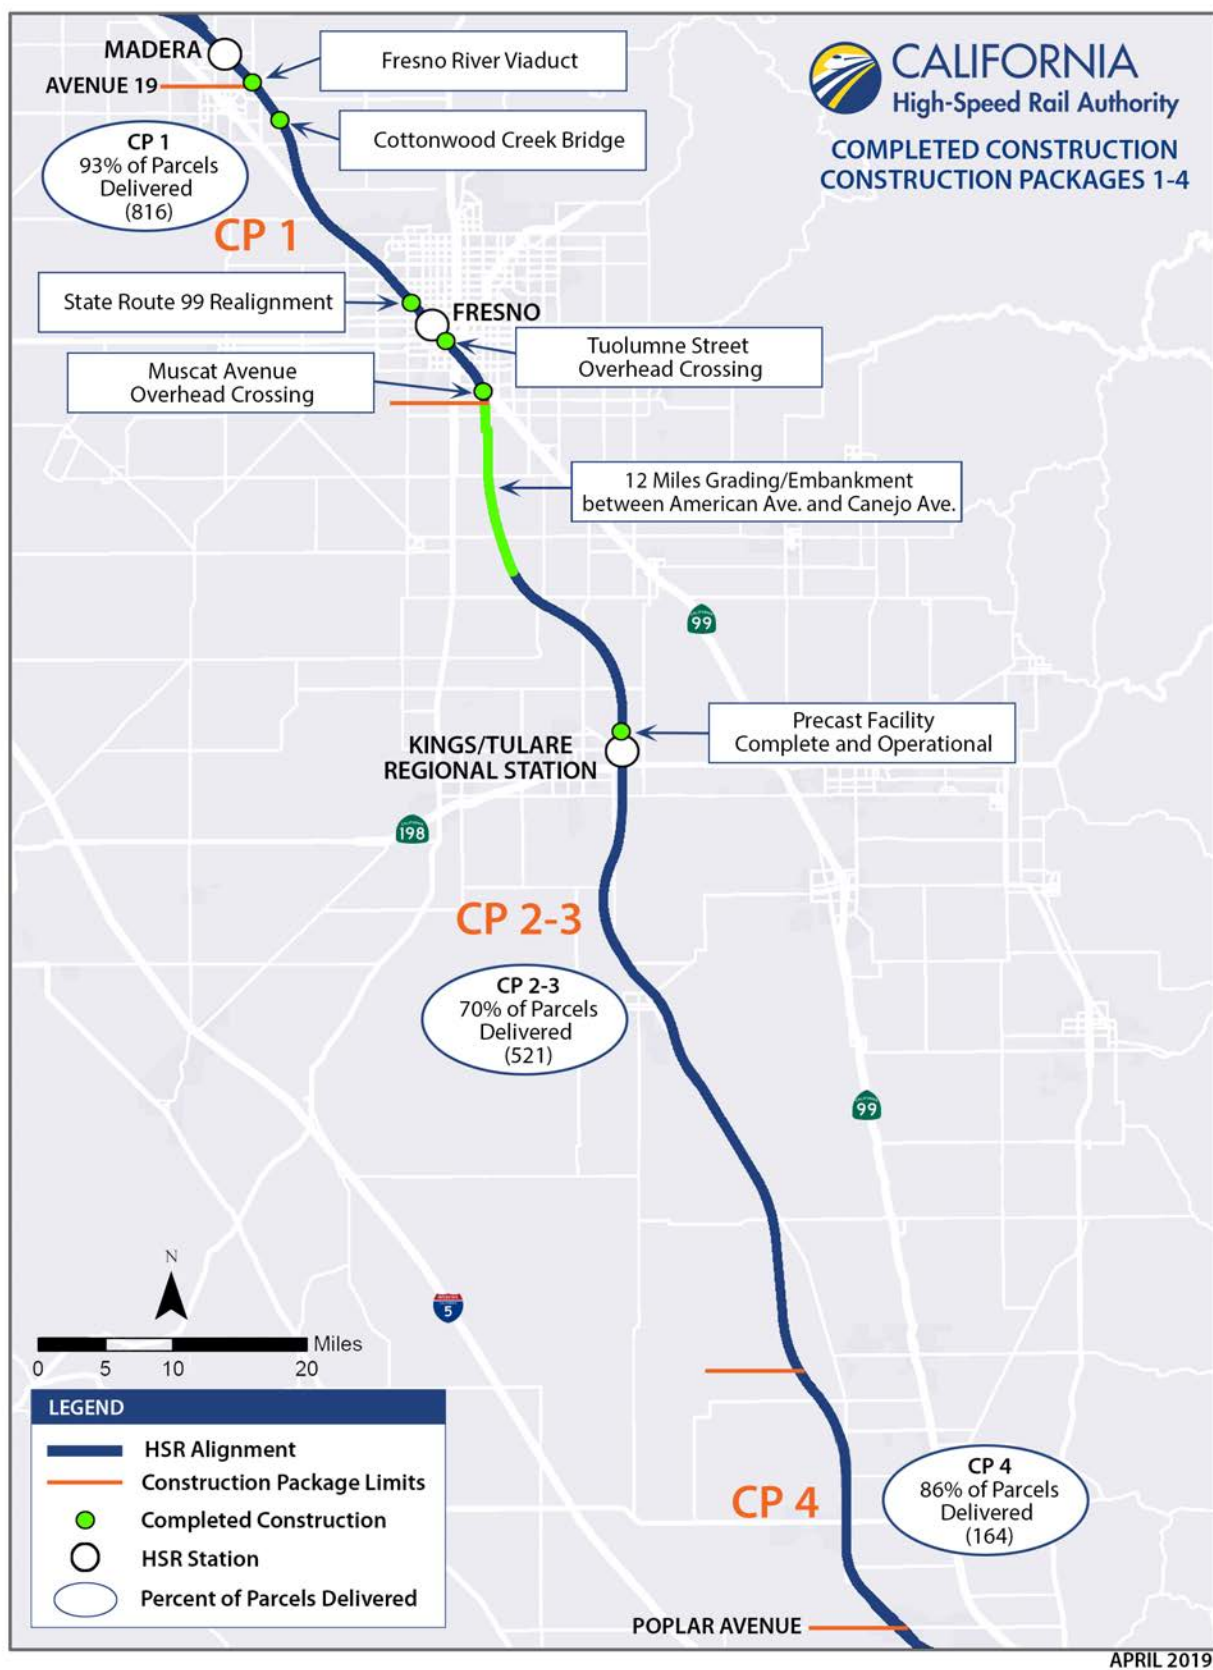 CALIFORNIA
High-Speed Rail Authority
COMPLETED CONSTRUCTION
CONSTRUCTION PACKAGES 1-4
MADERA
AVENUE 19
Fresno River Viaduct
Cottonwood Creek Bridge
CP 1
93% of Parcels
Delivered
(816)
CP 1
State Route 99 Realignment
FRESNO
Tuolumne Street
Overhead Crossing
Muscat Avenue
Overhead Crossing
12 Miles Grading/Embankment
between American Ave. and Canejo Ave.
99
Precast Facility
Complete and Operational
KINGS/TULARE
REGIONAL STATION
198
CP 2-3
CP 2-3
70% of Parcels
Delivered
(521)
99
N
5
Miles
0 5 10 20
LEGEND
HSR Alignment
Construction Package Limits
Completed Construction
HSR Station
Percent of Parcels Delivered
CP 4
CP 4
86% of Parcels
Delivered
(164)
POPLAR AVENUE
APRIL 2019